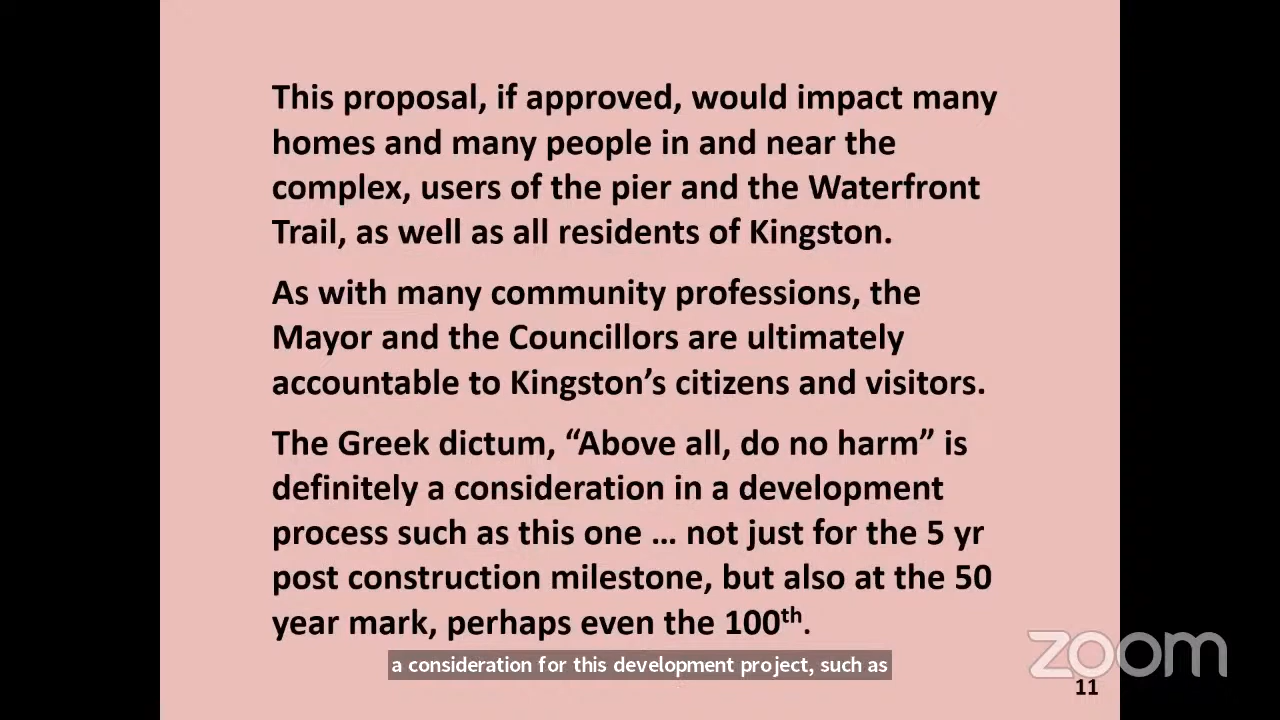 This proposal, if approved, would impact many
homes and many people in and near the
complex, users of the pier and the Waterfront
Trail, as well as all residents of Kingston.
As with many community professions, the
Mayor and the Councillors are ultimately
accountable to Kingston’s citizens and visitors.
The Greek dictum, “Above all, do no harm” is
definitely a consideration in a development
process such as this one … not just for the 5 yr
post construction milestone, but also at the 50
year mark, perhaps even the 100th.
a consideration for this development project, such as
zoom
11